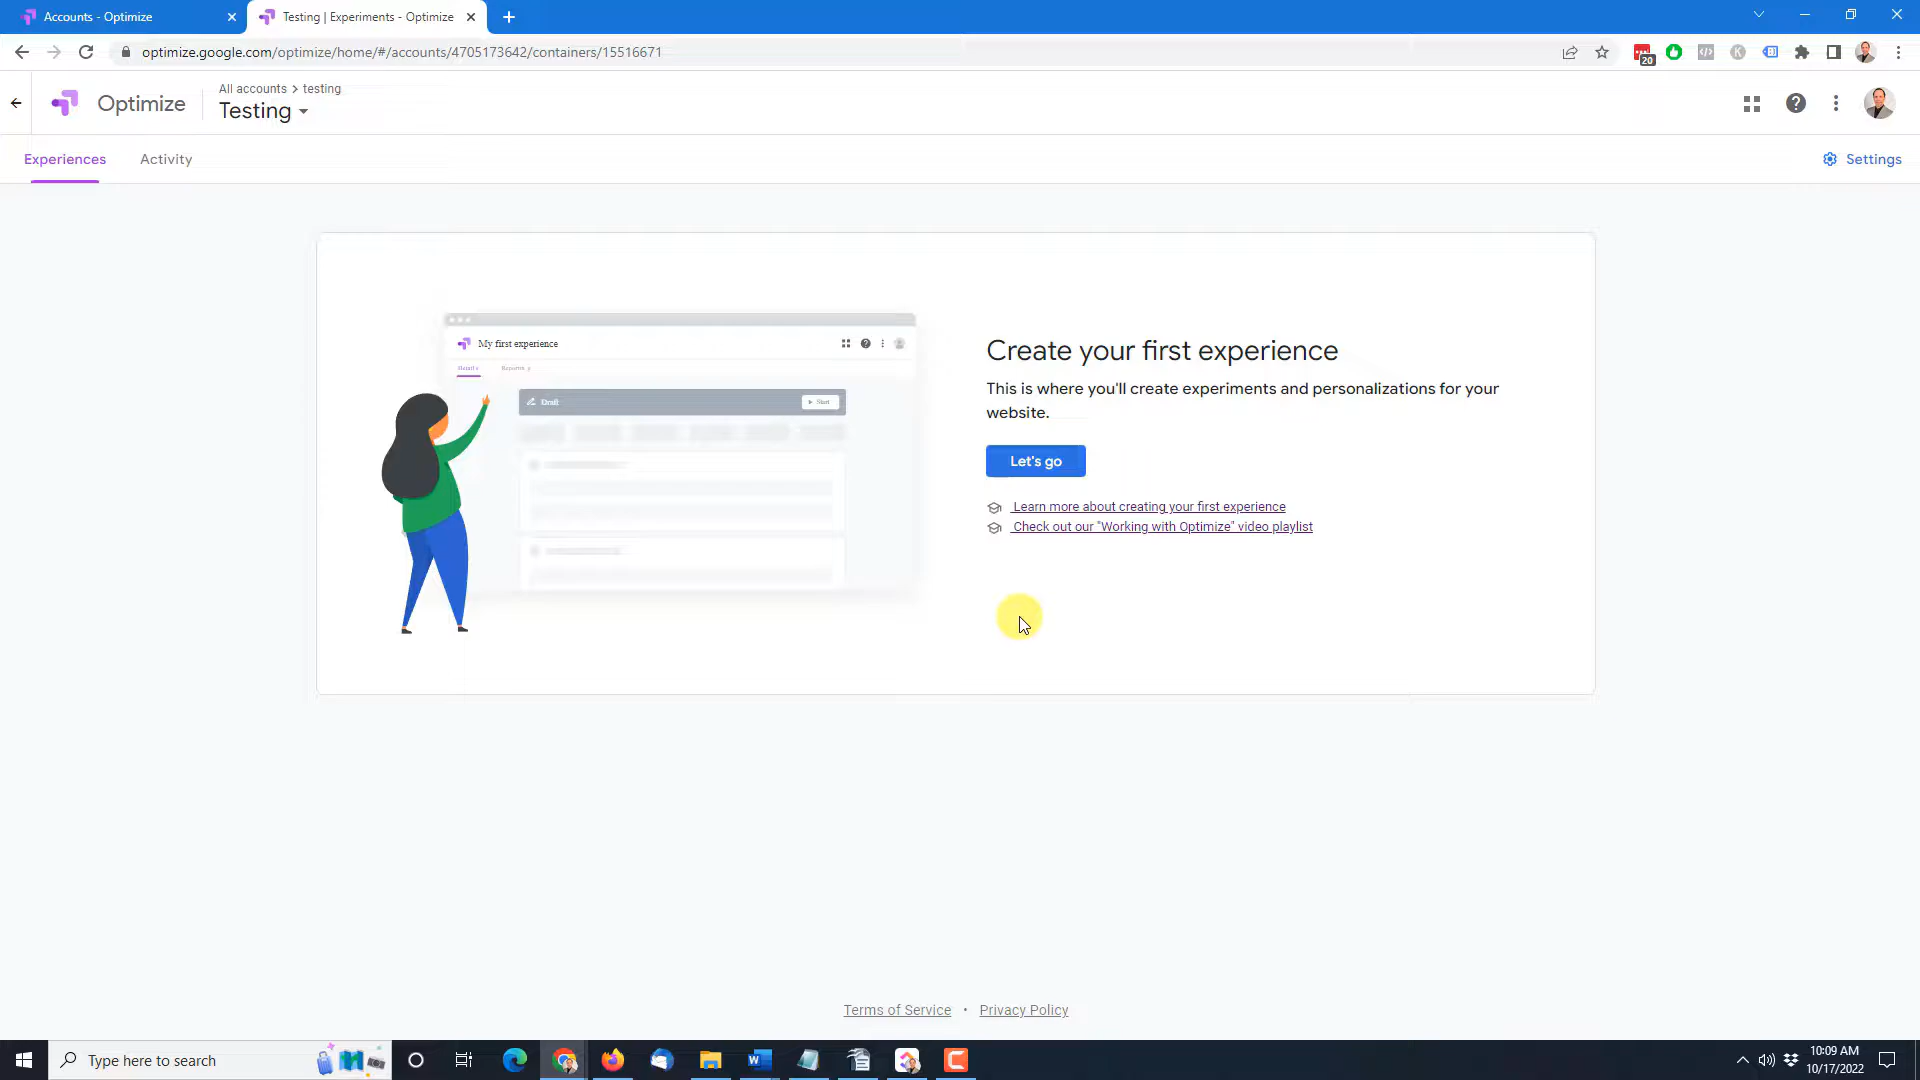 Accounts - Optimize
Testing | Experiments - Optimize
optimize.google.com/optimize/home/#/accounts/4705173642/containers/15516671
20
Optimize
All accounts > testing
Testing
Experiences
Activity
Settings
My first experience
Draft
Start
Create your first experience
This is where you'll create experiments and personalizations for your
website.
Let's go
Learn more about creating your first experience
Check out our "Working with Optimize" video playlist
Terms of Service • Privacy Policy
Type here to search
10:09 AM
10/17/2022